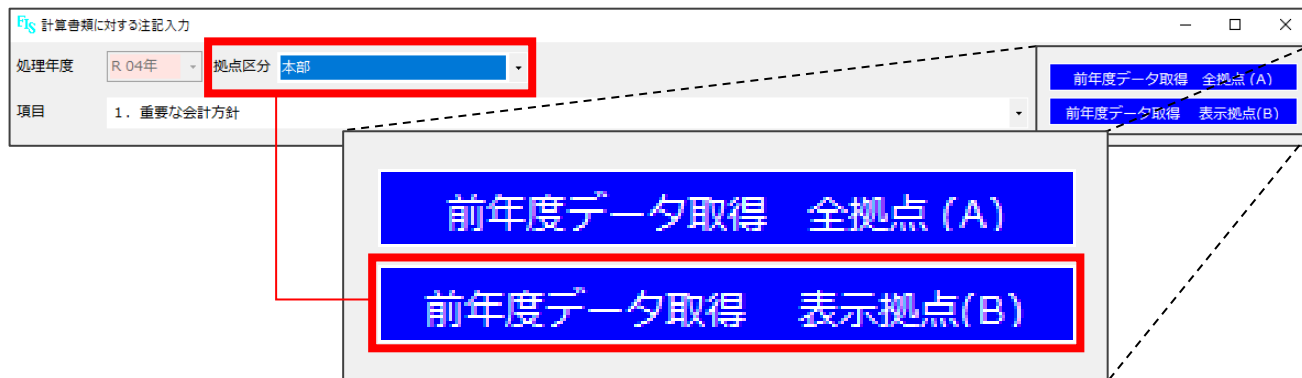 FIS 計算書類に対する注記入力
処理年度 R 04年 拠点区分 本部
前年度データ取得 全拠点 (A)
前年度データ取得 表示拠点(B)
項目 1. 重要な会計方針
前年度データ取得 全拠点 (A)
前年度データ取得 表示拠点(B)